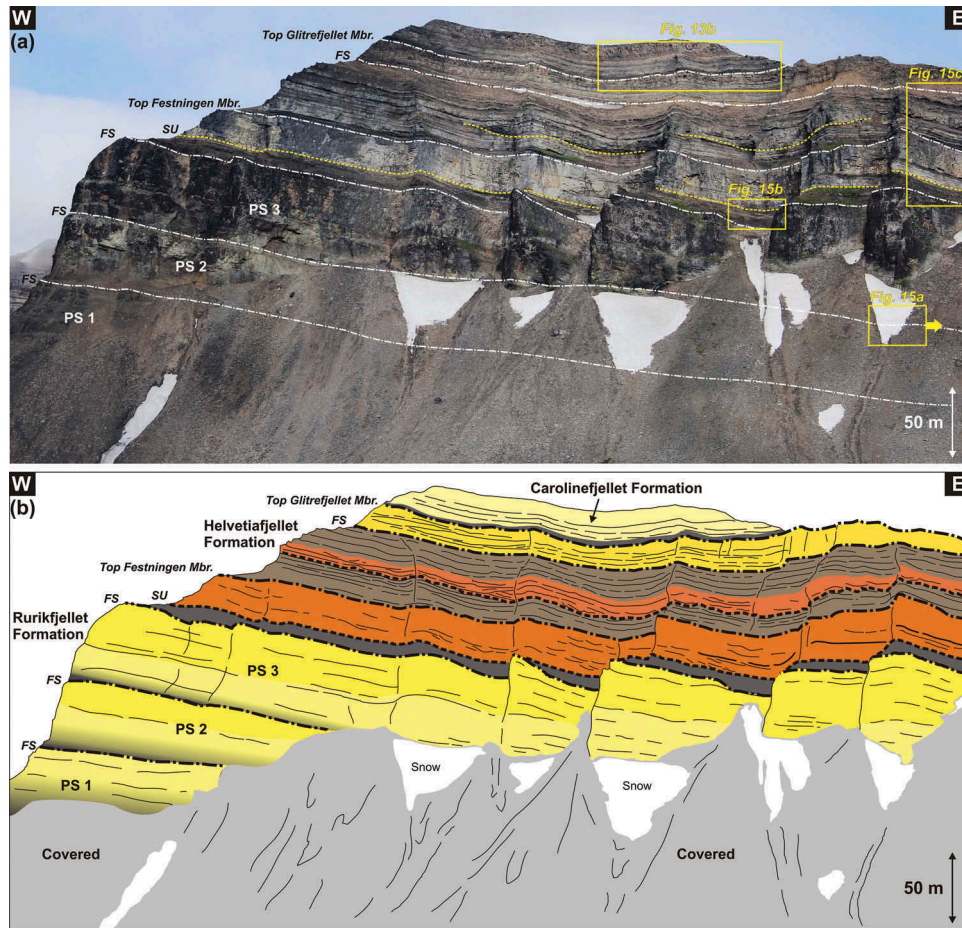 W
E
(a)
Top Glitrefjellet Mbr.
Fig. 13b
FS
Fig. 15c
Top Festningen Mbr.
FS
SU
Fig. 15b
PS 3
FS
PS 2
FS
Fig. 15a
PS 1
50 m
W
E
(b)
Carolinefjellet Formation
Top Glitrefjellet Mbr.
FS
Helvetiafjellet
Formation
Top Festningen Mbr.
FS
SU
Rurikfjellet
Formation
PS 3
FS
PS 2
FS
PS 1
Snow
Snow
Covered
Covered
50 m